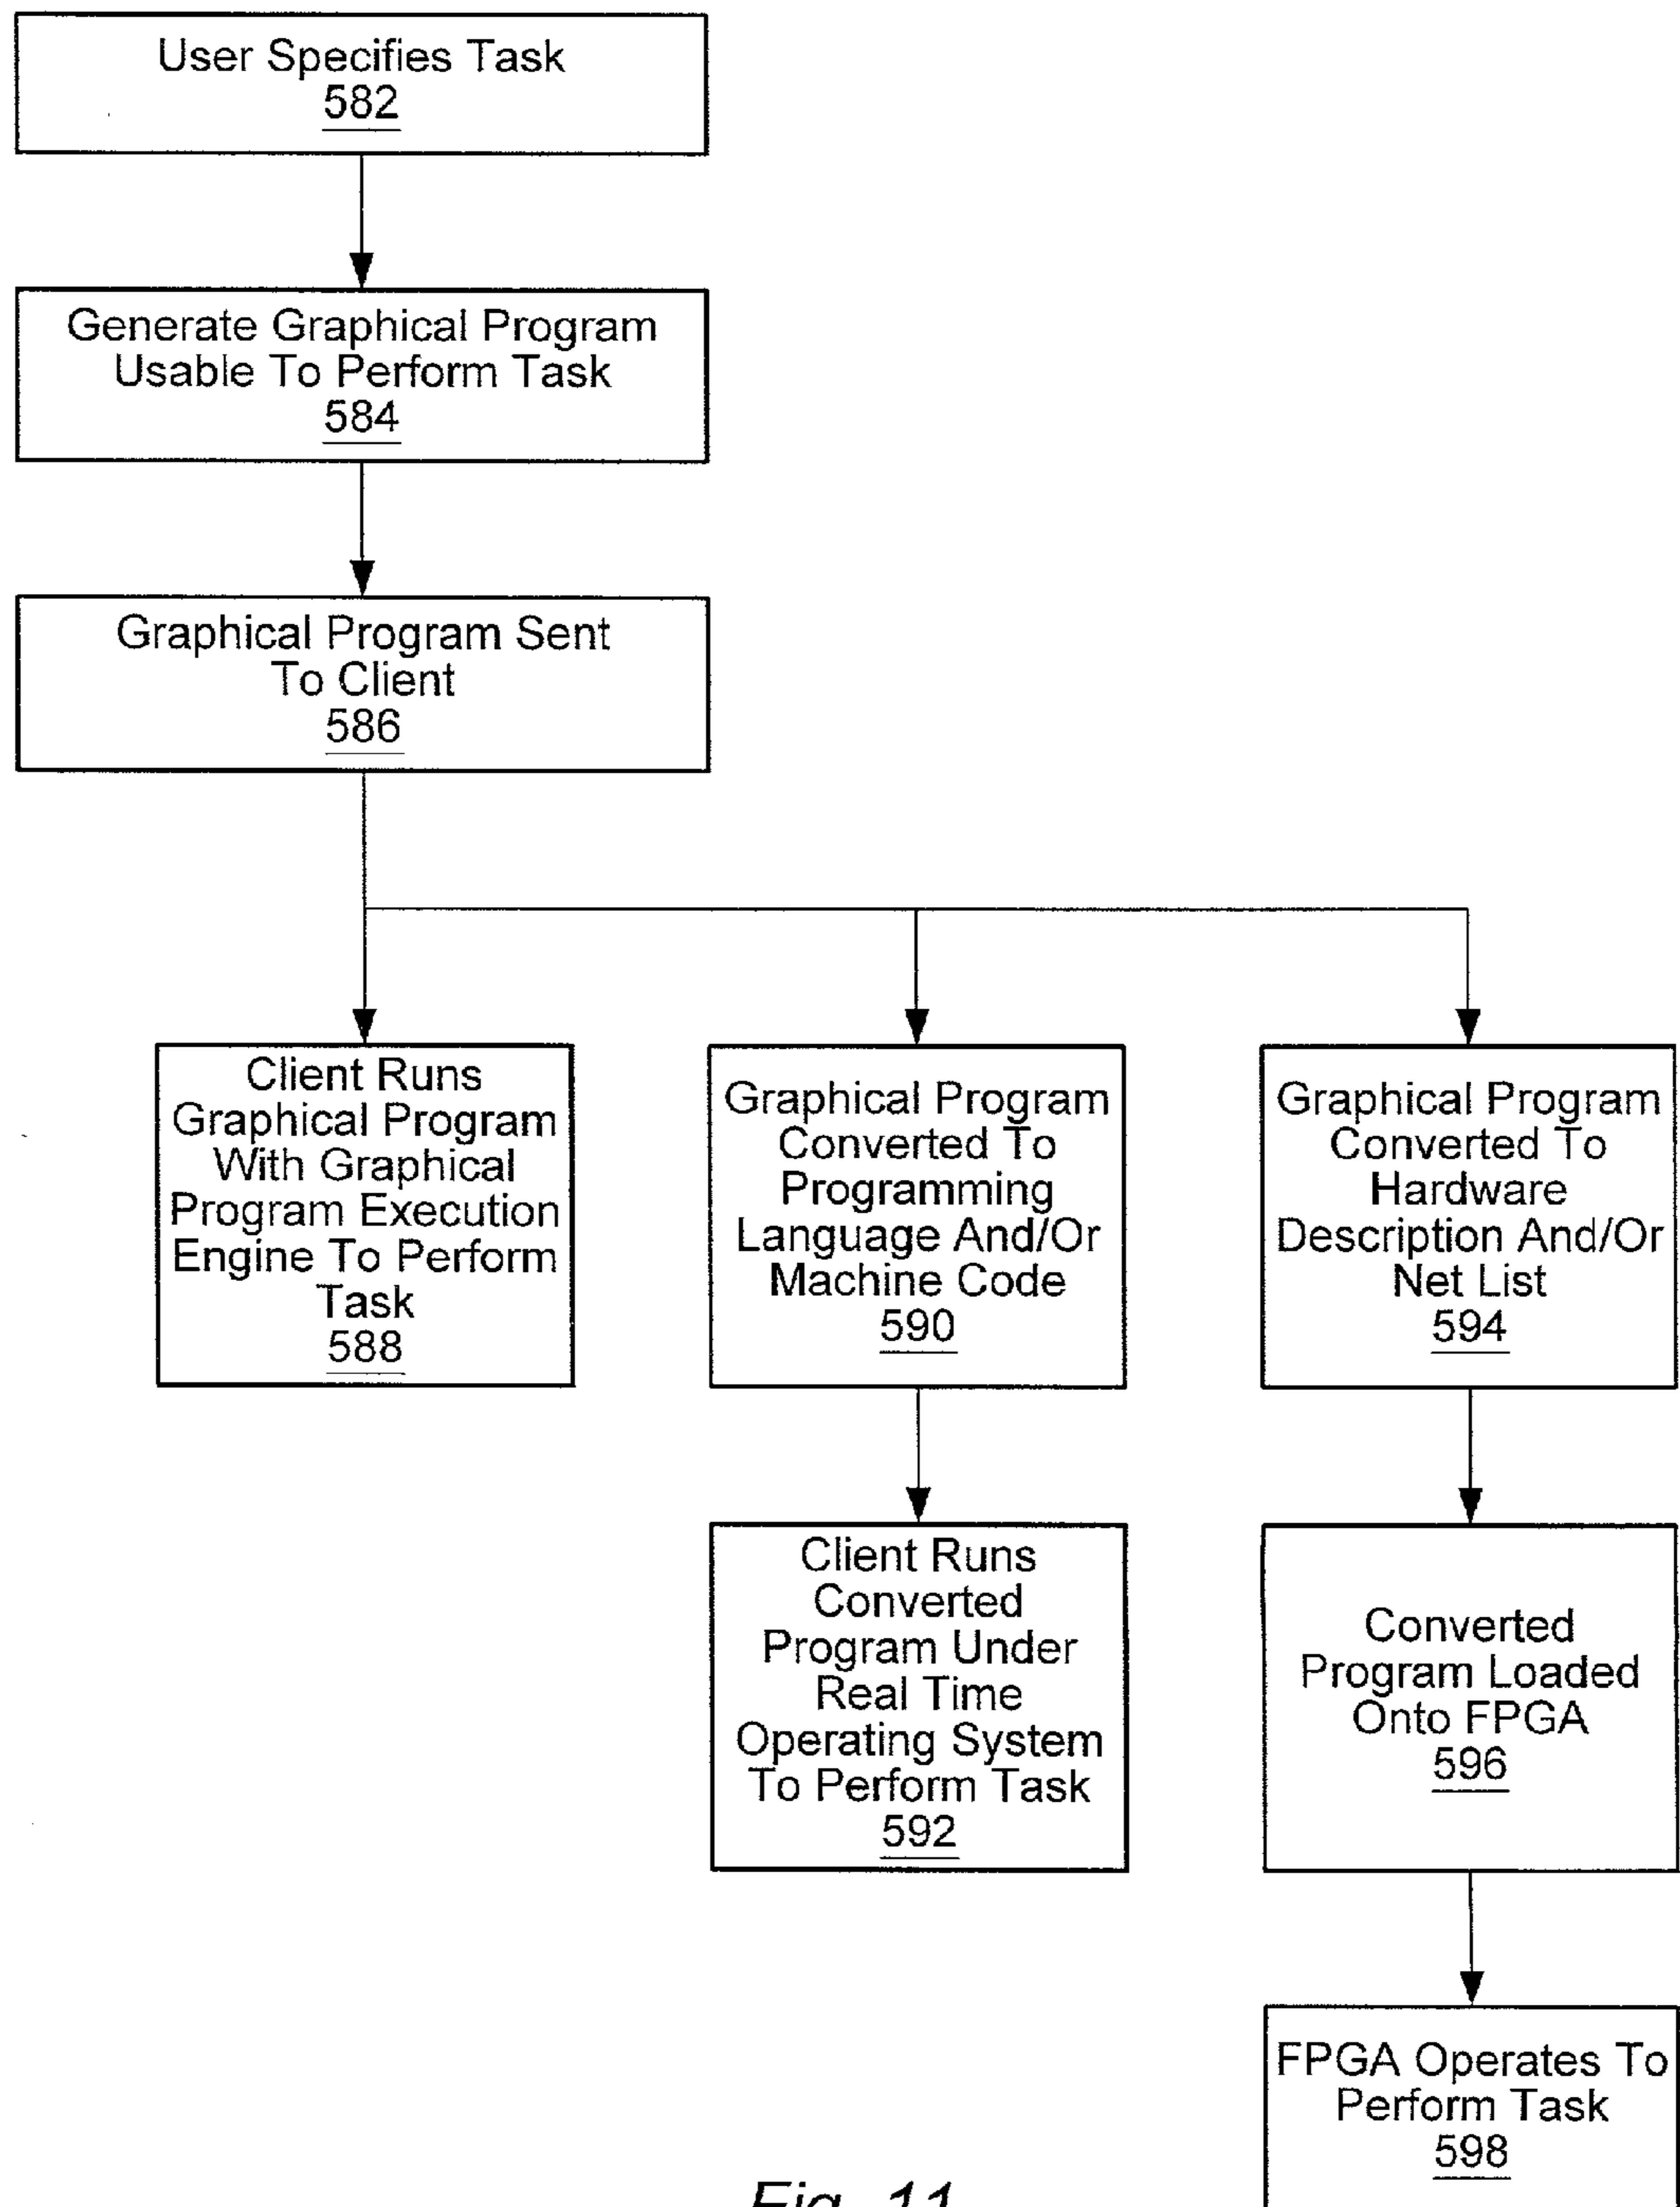 User Specifies Task
582
Generate Graphical Program
Usable To Perform Task
584
Graphical Program Sent
To Client
586
Client Runs
Graphical Program
With Graphical
Program Execution
Engine To Perform
Task
588
Graphical Program
Converted To
Programming
Language And/Or
Machine Code
590
Client Runs
Converted
Program Under
Real Time
Operating System
To Perform Task
592
Graphical Program
Converted To
Hardware
Description And/Or
Net List
594
Converted
Program Loaded
Onto FPGA
596
FPGA Operates To
Perform Task
598
Fig. 11